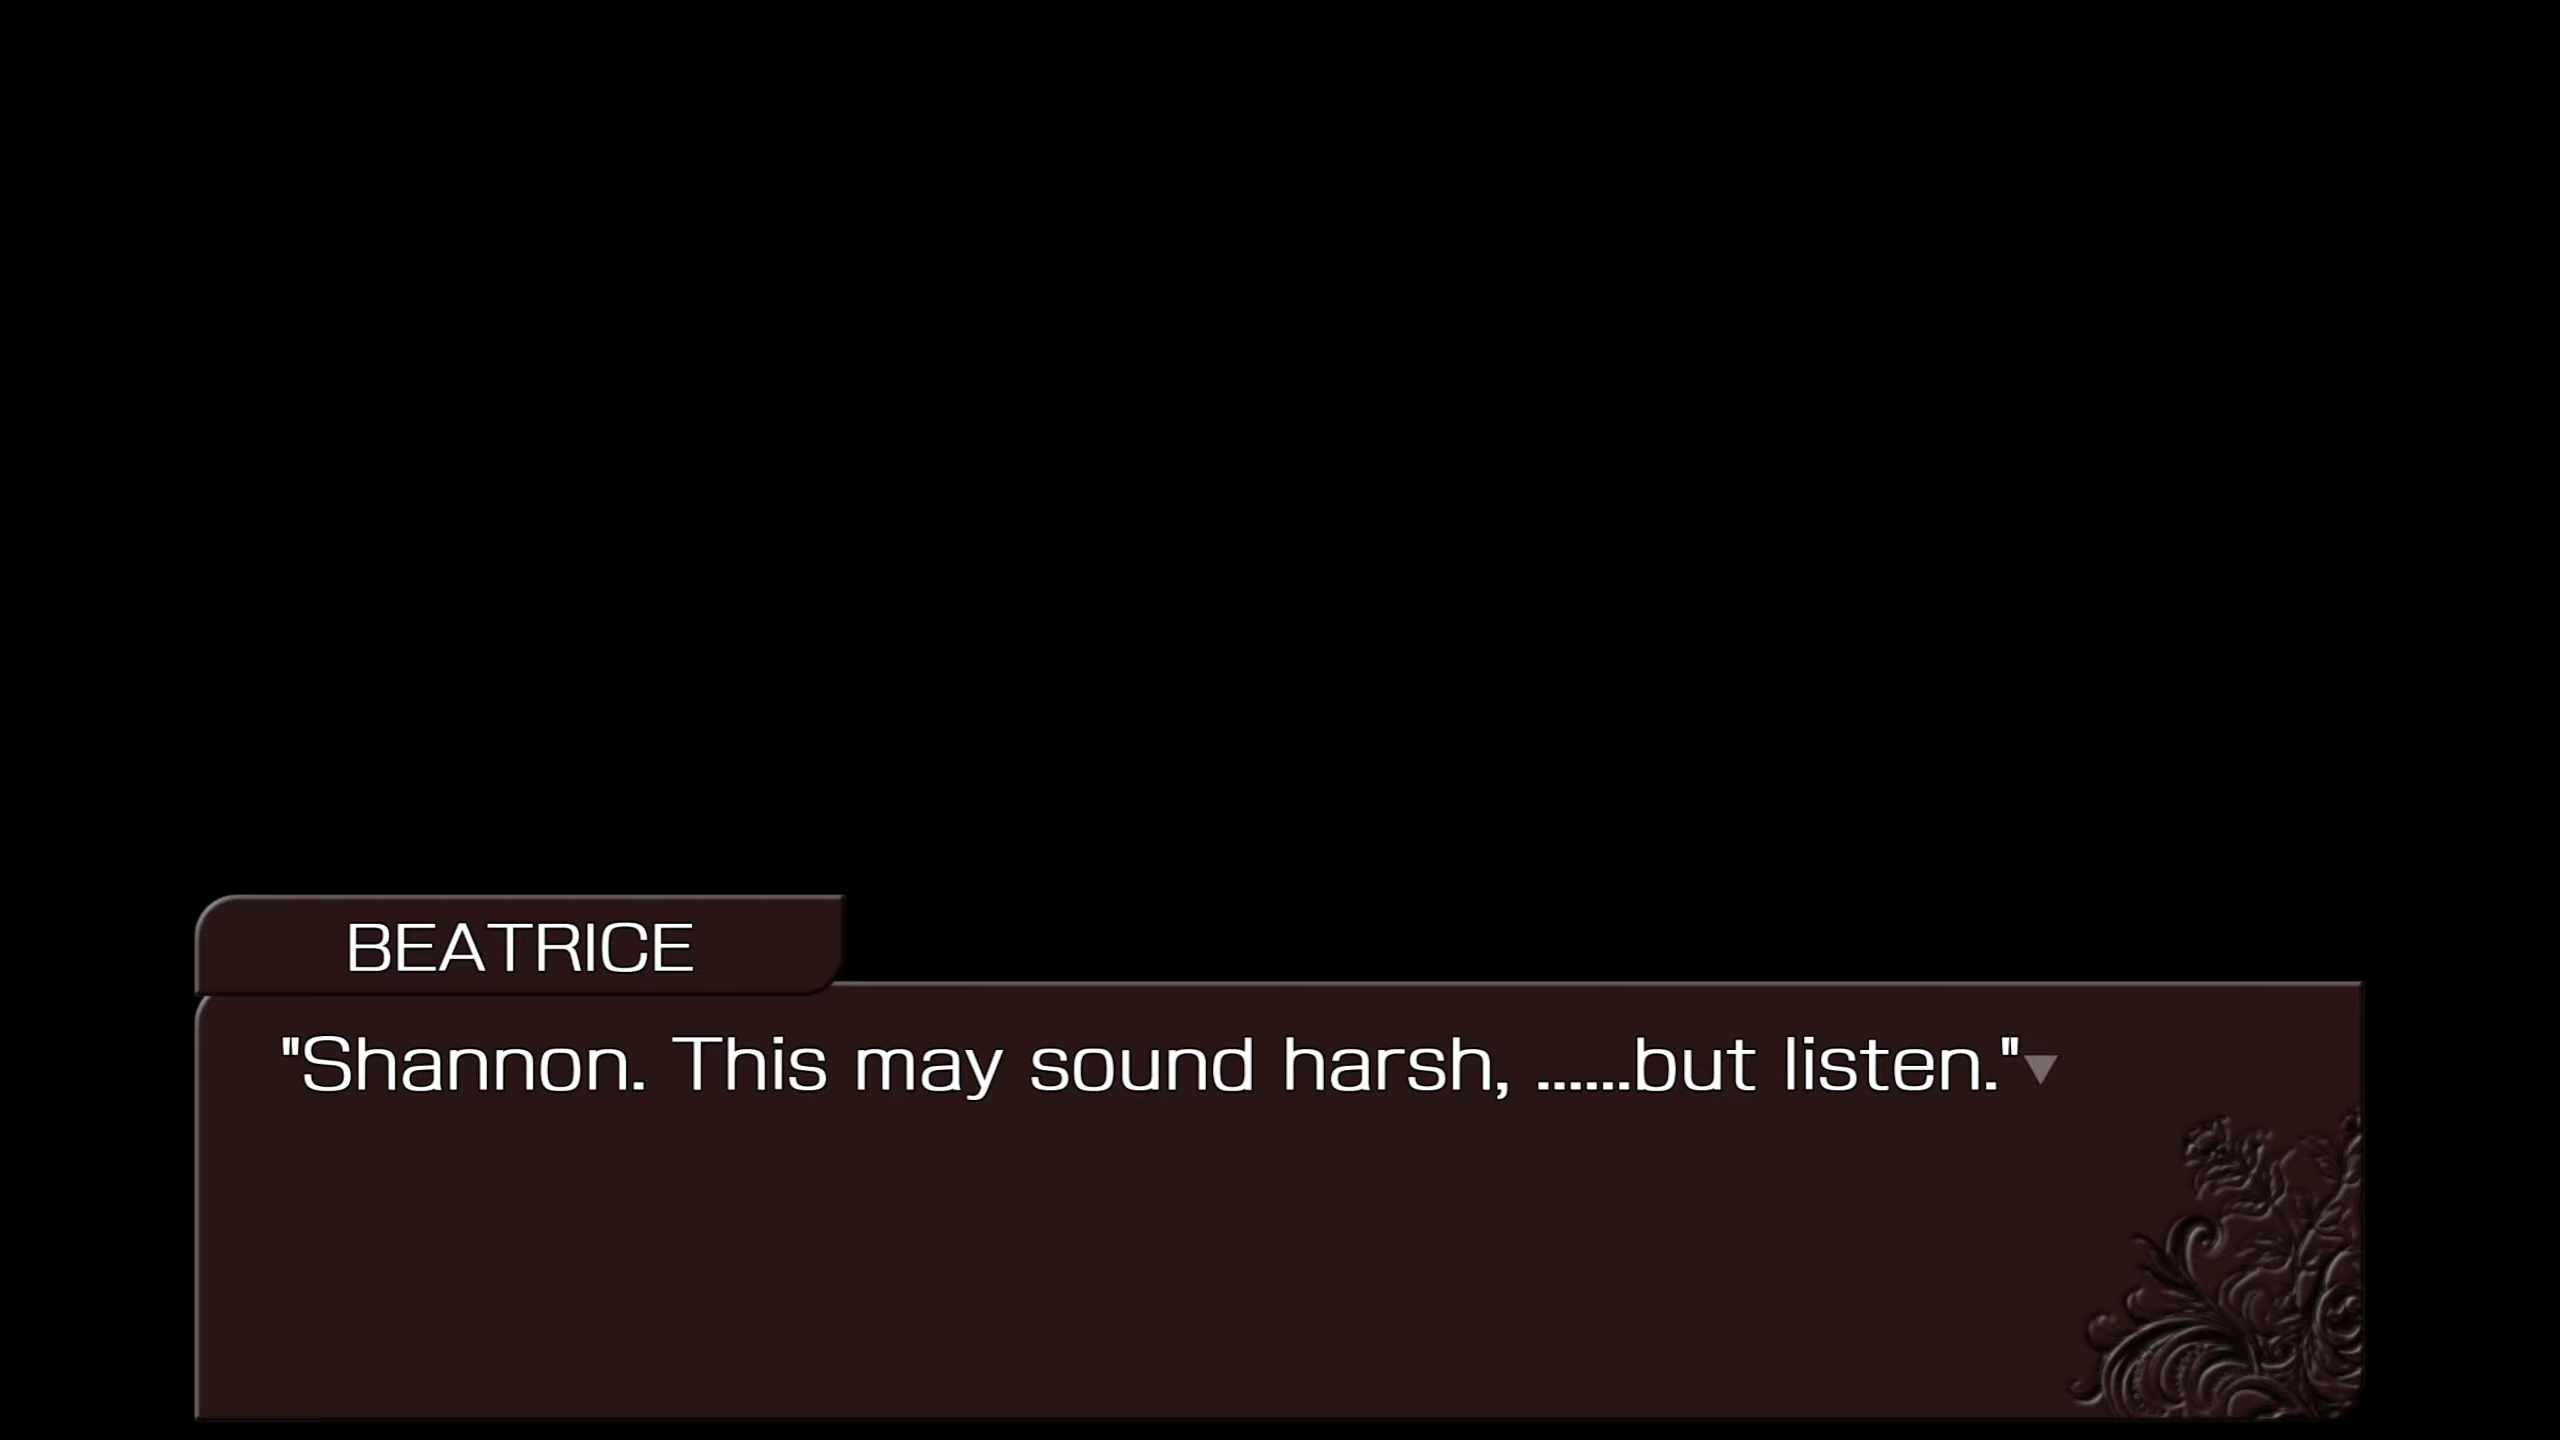 BEATRICE
"Shannon. This may sound harsh, ......but listen."